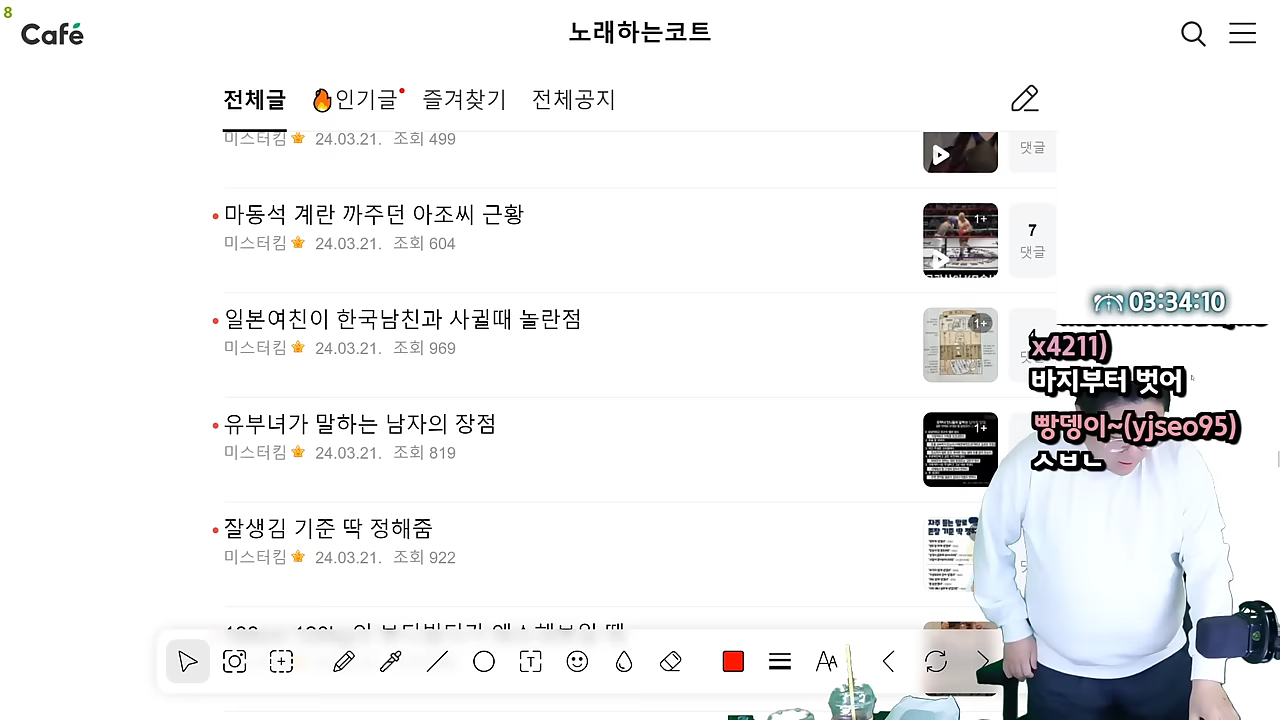 8
Café
노래하는코트
전체글 🔥인기글 즐겨찾기 전체공지
미스터킴 24.03.21. 조회 499
댓글
마동석 계란 까주던 아조씨 근황
미스터킴 24.03.21. 조회 604
1+
7
댓글
일본여친이 한국남친과 사귈때 놀란점
미스터킴 24.03.21. 조회 969
1+
4
유부녀가 말하는 남자의 장점
미스터킴 24.03.21. 조회 819
1+
잘생김 기준 딱 정해줌
미스터킴 24.03.21. 조회 922
03:34:10
x4211)
바지부터 벗어
빵뎅이~(yjseo95)
T
AA